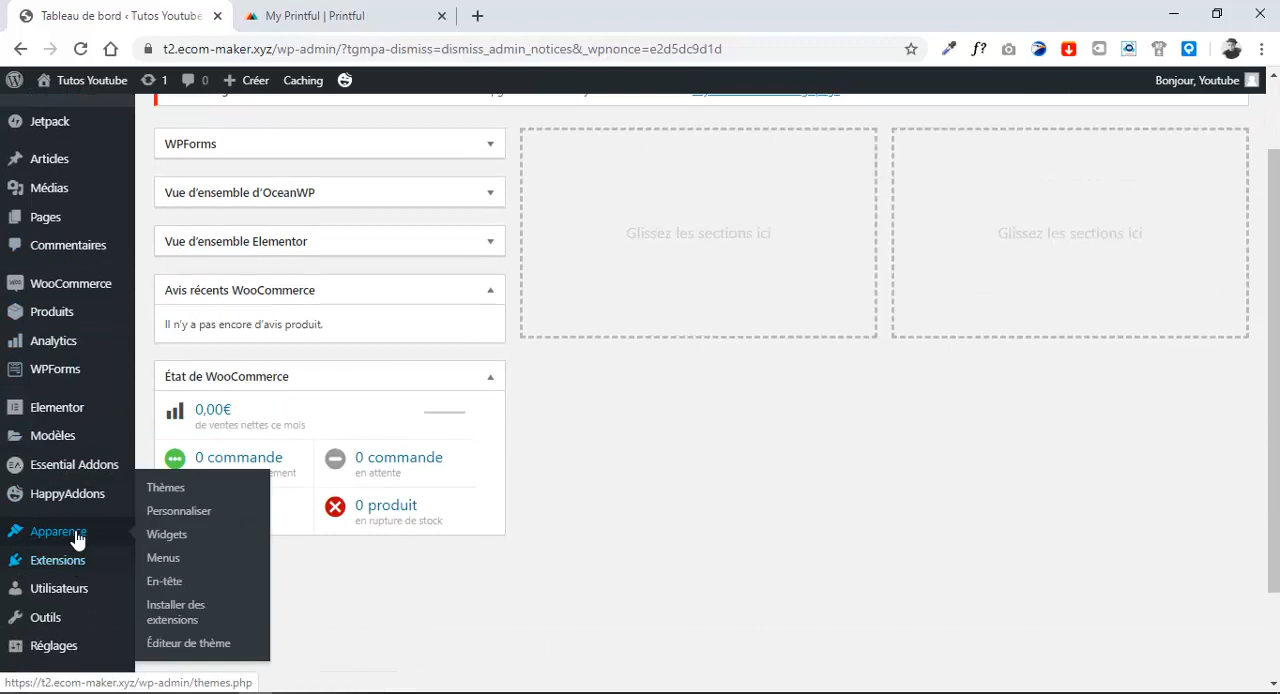 Tableau de bord ‹ Tutos Youtube
My Printful | Printful
t2.ecom-maker.xyz/wp-admin/?tgmpa-dismiss=dismiss_admin_notices&_wpnonce=e2d5dc9d1d
f?
Tutos Youtube
1
0
Créer
Caching
Bonjour, Youtube
Jetpack
Articles
Médias
Pages
Commentaires
WooCommerce
Produits
Analytics
WPForms
Elementor
Modèles
Essential Addons
HappyAddons
Apparence
Extensions
Utilisateurs
Outils
Réglages
Thèmes
Personnaliser
Widgets
Menus
En-tête
Installer des
extensions
Éditeur de thème
WPForms
Vue d’ensemble d’OceanWP
Vue d’ensemble Elementor
Avis récents WooCommerce
Il n’y a pas encore d’avis produit.
État de WooCommerce
0,00€
de ventes nettes ce mois
0 commande
0 commande
en attente
0 produit
en rupture de stock
Glissez les sections ici
Glissez les sections ici
https://t2.ecom-maker.xyz/wp-admin/themes.php